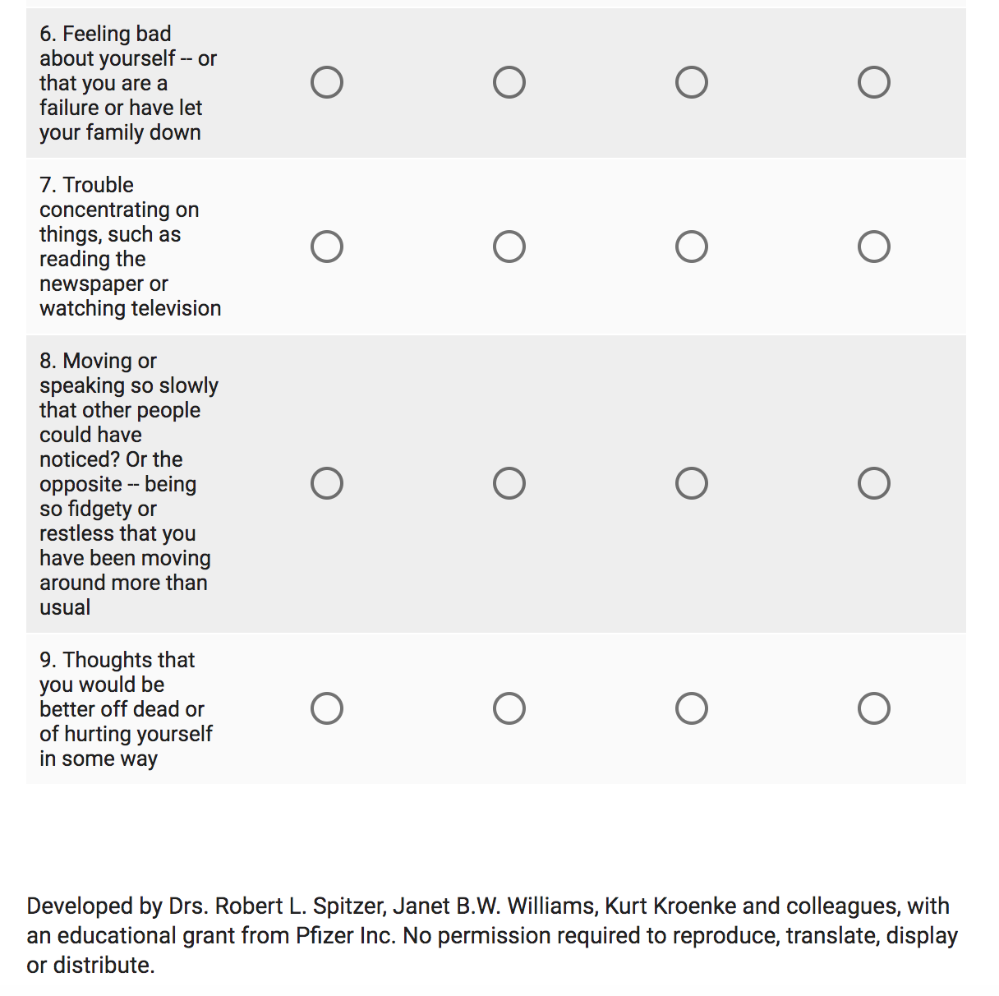 6. Feeling bad
about yourself -- or
that you are a
failure or have let
your family down
7. Trouble
concentrating on
things, such as
reading the
newspaper or
watching television
8. Moving or
speaking so slowly
that other people
could have
noticed? Or the
opposite -- being
so fidgety or
restless that you
have been moving
around more than
usual
9. Thoughts that
you would be
better off dead or
of hurting yourself
in some way
Developed by Drs. Robert L. Spitzer, Janet B.W. Williams, Kurt Kroenke and colleagues, with
an educational grant from Pfizer Inc. No permission required to reproduce, translate, display
or distribute.